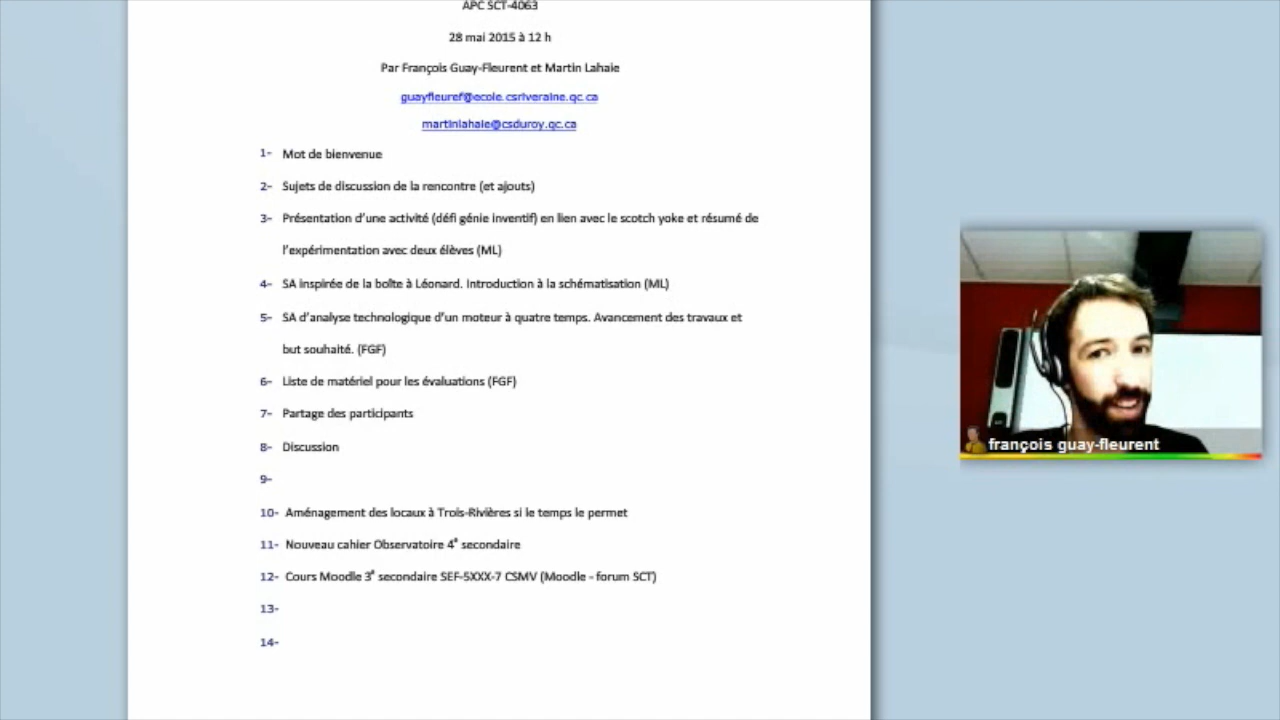 APC SCT-4063
28 mai 2015 à 12 h
Par François Guay-Fleurent et Martin Lahaie
guayfleuref@ecole.csriveraine.qc.ca
martinlahaie@csduroy.qc.ca
1- Mot de bienvenue
2- Sujets de discussion de la rencontre (et ajouts)
3- Présentation d'une activité (défi génie inventif) en lien avec le scotch yoke et résumé de
l'expérimentation avec deux élèves (ML)
4- SA inspirée de la boîte à Léonard. Introduction à la schématisation (ML)
5- SA d'analyse technologique d'un moteur à quatre temps. Avancement des travaux et
but souhaité. (FGF)
6- Liste de matériel pour les évaluations (FGF)
7- Partage des participants
8- Discussion
9-
10- Aménagement des locaux à Trois-Rivières si le temps le permet
11- Nouveau cahier Observatoire 4e secondaire
12- Cours Moodle 3e secondaire SEF-5XXX-7 CSMV (Moodle - forum SCT)
13-
14-
françois guay-fleurent